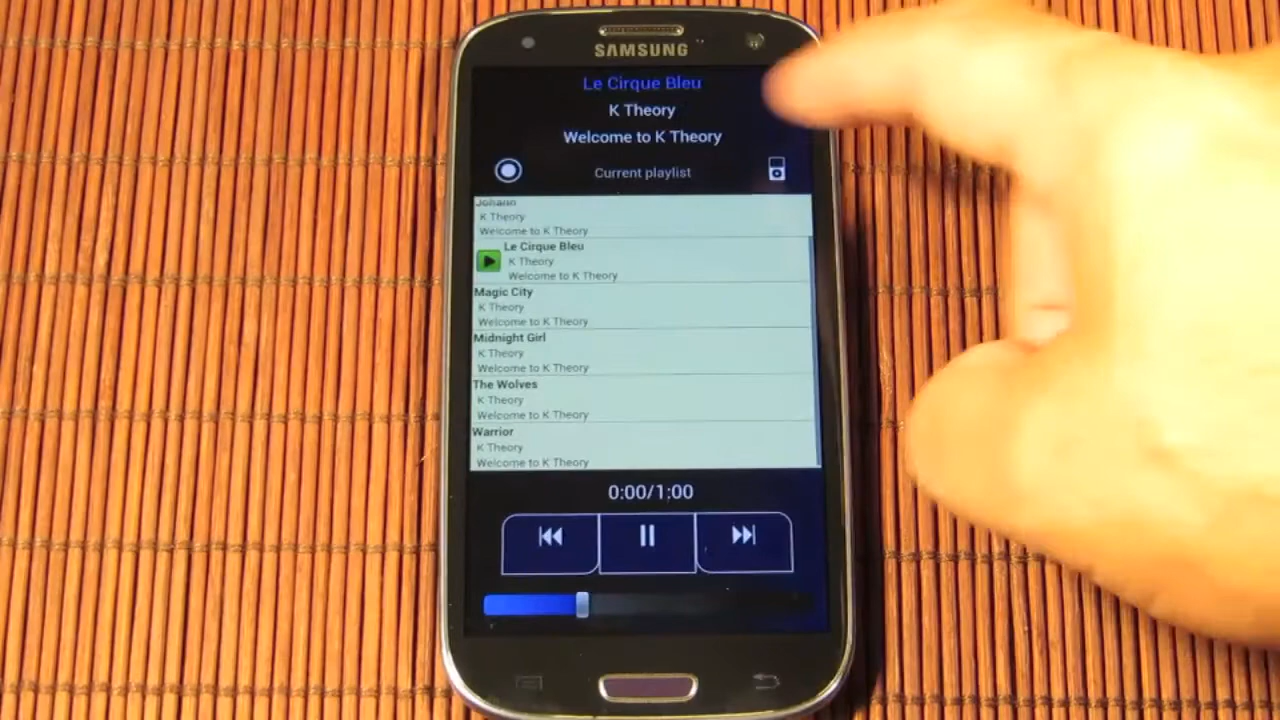 SAMSUNG
Le Cirque Bleu
K Theory
Welcome to K Theory
Current playlist
Johann
K Theory
Welcome to K Theory
Le Cirque Bleu
K Theory
Welcome to K Theory
Magic City
K Theory
Welcome to K Theory
Midnight Girl
K Theory
Welcome to K Theory
The Wolves
K Theory
Welcome to K Theory
Warrior
K Theory
Welcome to K Theory
0:00/1:00